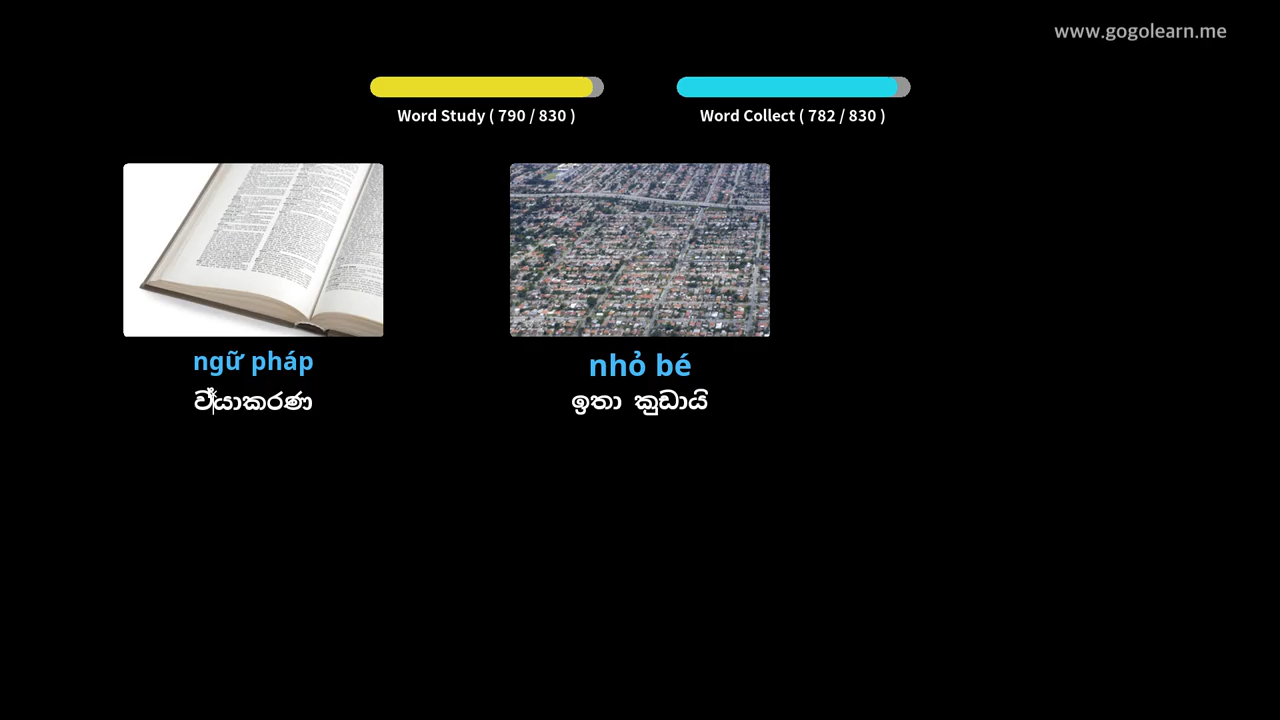 www.gogolearn.me
Word Study ( 790 / 830 )
Word Collect ( 782 / 830 )
ngữ pháp
nhỏ bé
ව්‍යාකරණ
ඉතා කුඩායි